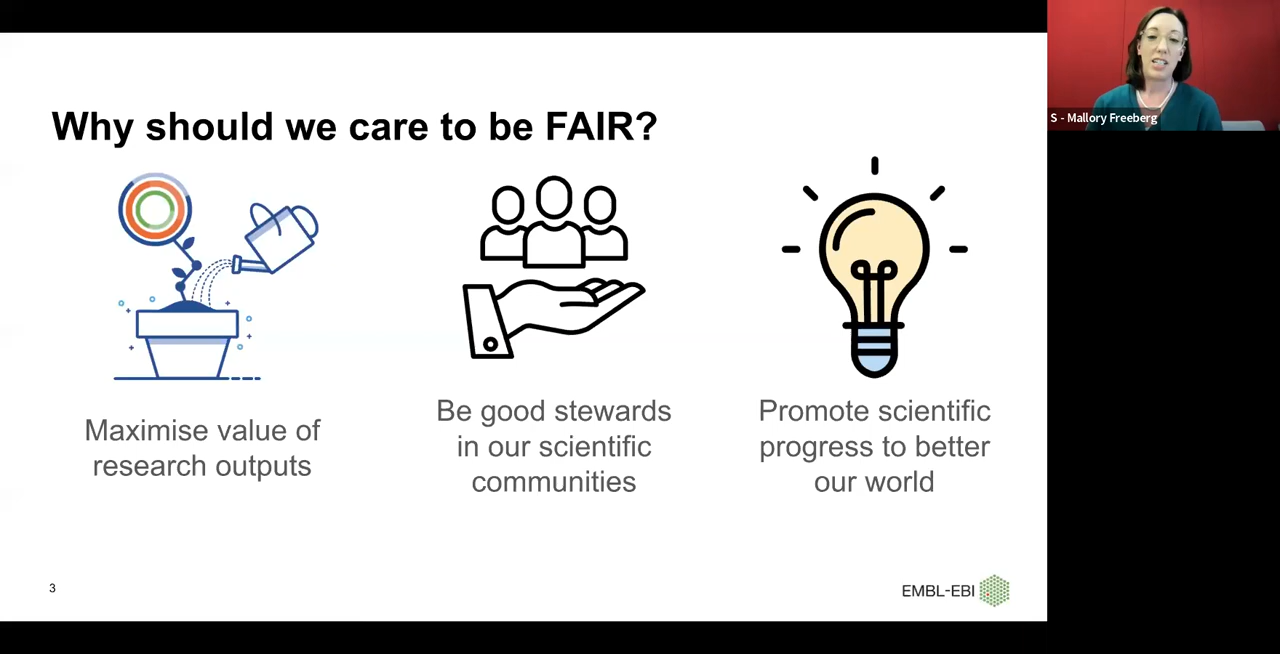 Why should we care to be FAIR?
Maximise value of
research outputs
Be good stewards
in our scientific
communities
Promote scientific
progress to better
our world
3
EMBL-EBI
S - Mallory Freeberg